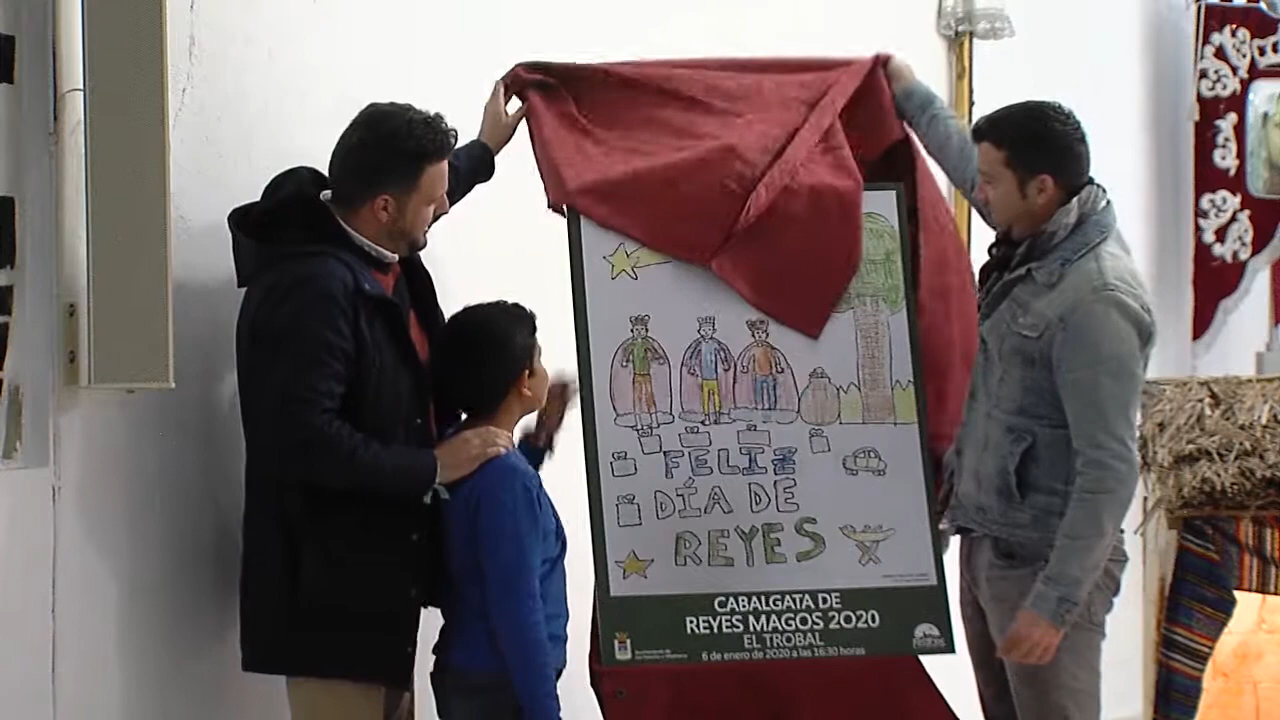 FELIZ
DÍA DE
REYES
CABALGATA DE
REYES MAGOS 2020
EL TROBAL
6 de enero de 2020 a las 16:30 horas